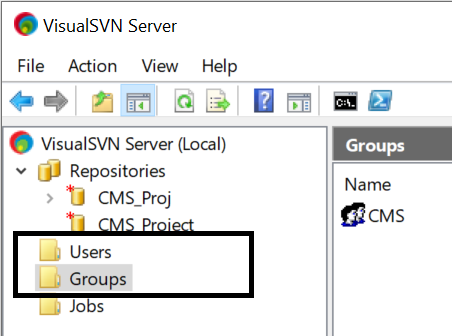 VisualSVN Server
File Action View Help
VisualSVN Server (Local)
Repositories
CMS_Proj
CMS_Project
Users
Groups
Jobs
Groups
Name
CMS